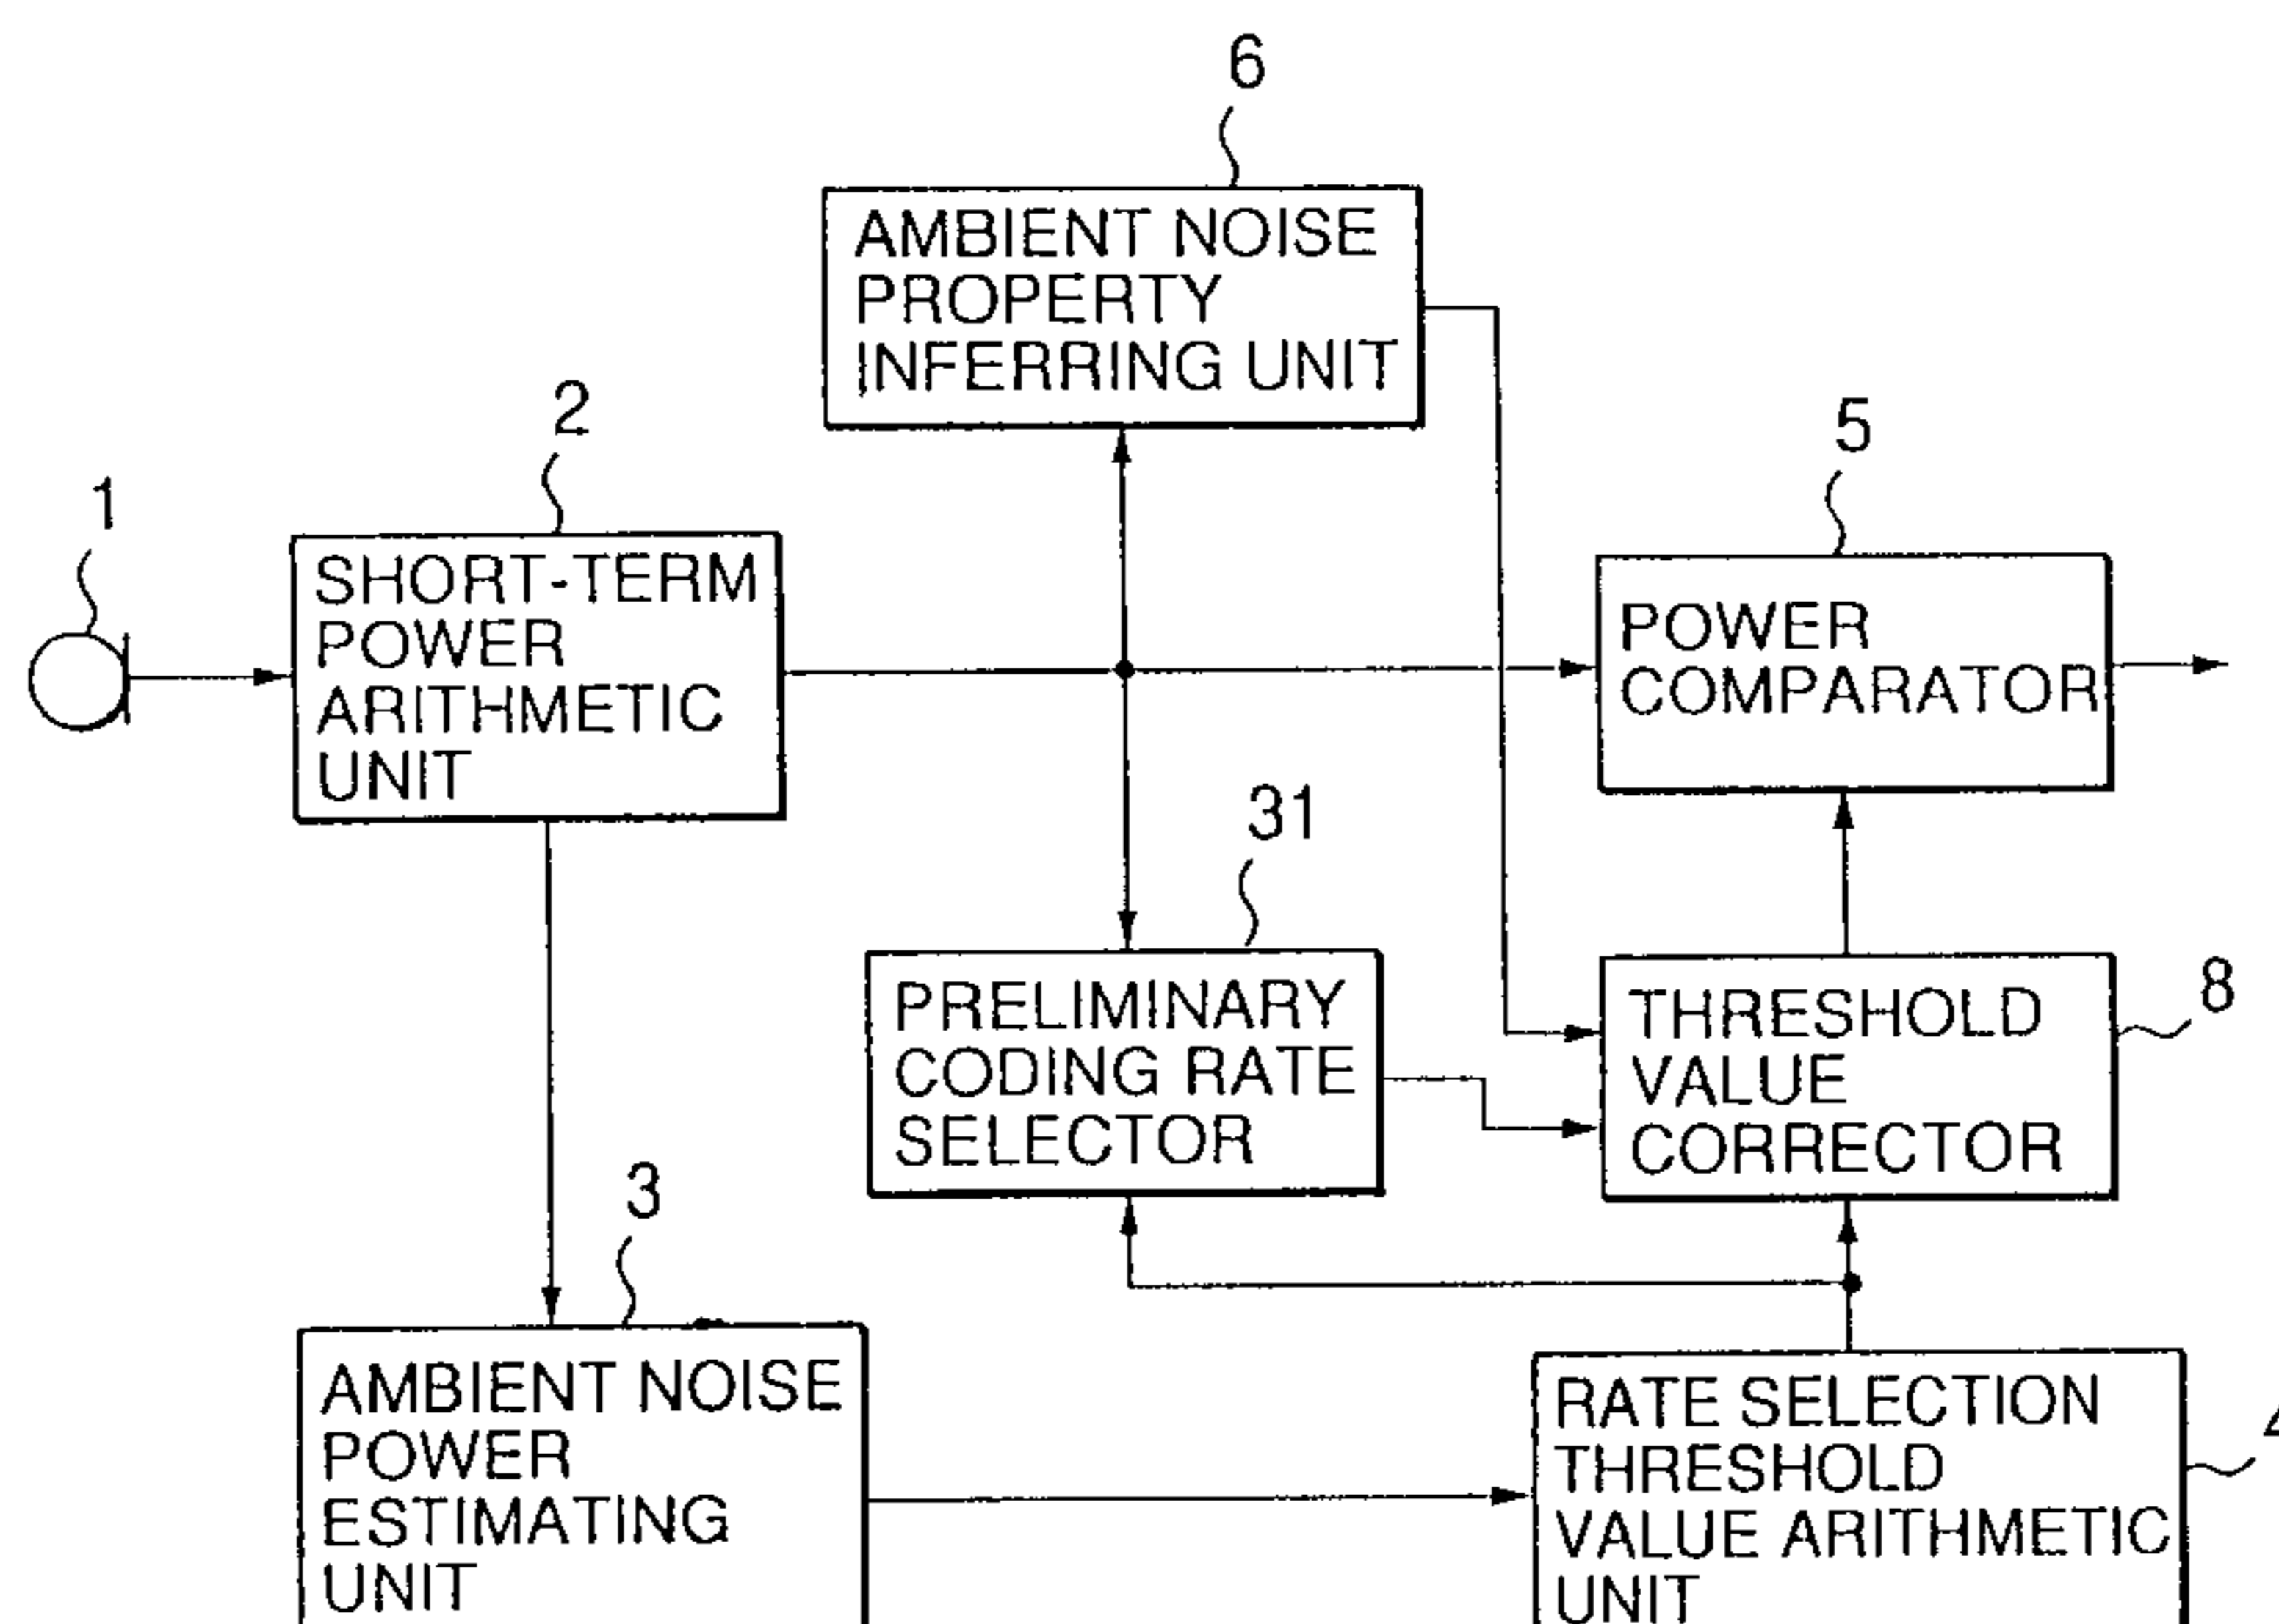 6
AMBIENT NOISE
PROPERTY
INFERRING UNIT
2
5
1
SHORT-TERM
POWER
ARITHMETIC
UNIT
POWER
COMPARATOR
31
8
PRELIMINARY
CODING RATE
SELECTOR
THRESHOLD
VALUE
CORRECTOR
3
AMBIENT NOISE
POWER
ESTIMATING
UNIT
RATE SELECTION
THRESHOLD
VALUE ARITHMETIC
UNIT